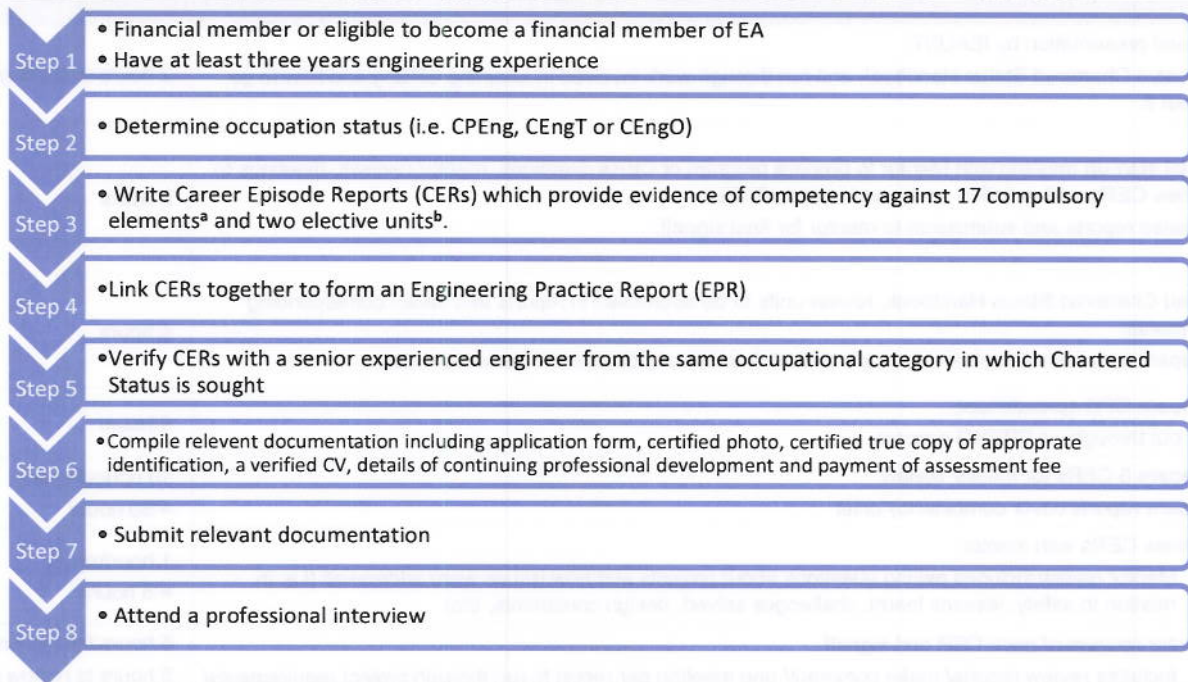 Step 1
• Financial member or eligible to become a financial member of EA
• Have at least three years engineering experience
Step 2
• Determine occupation status (i.e. CPEng, CEngT or CEngO)
Step 3
• Write Career Episode Reports (CERs) which provide evidence of competency against 17 compulsory
elementsᵃ and two elective unitsᵇ.
Step 4
•Link CERs together to form an Engineering Practice Report (EPR)
Step 5
•Verify CERs with a senior experienced engineer from the same occupational category in which Chartered
Status is sought
Step 6
•Compile relevent documentation including application form, certified photo, certified true copy of approprate
identification, a verified CV, details of continuing professional development and payment of assessment fee
Step 7
• Submit relevant documentation
Step 8
• Attend a professional interview